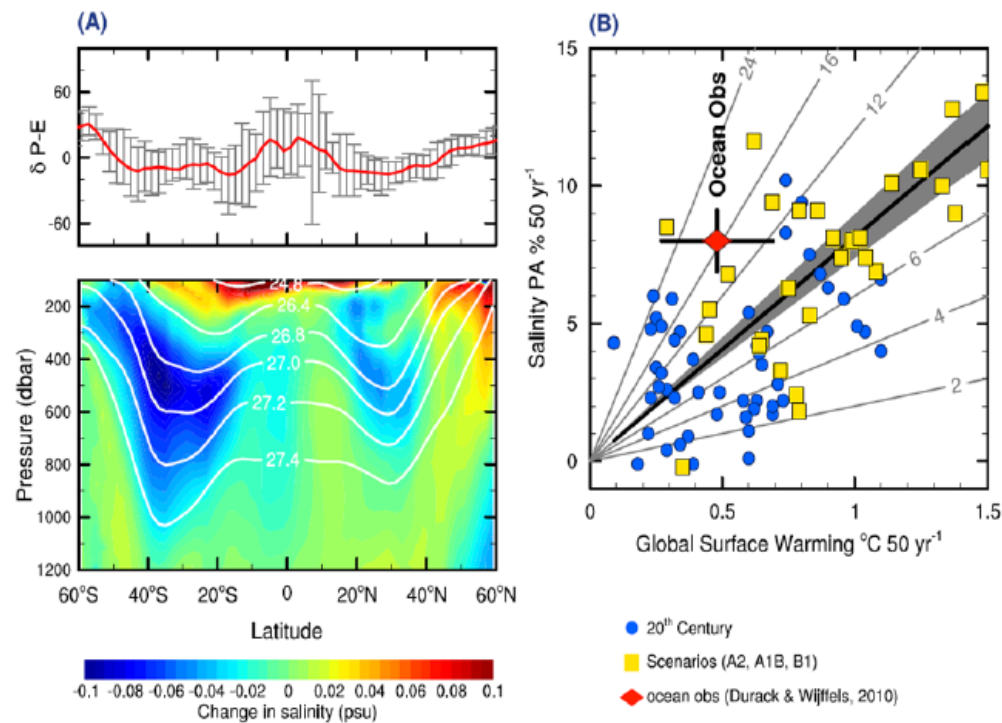 (A)
60
0
-60
δ P-E
24.8
26.4
26.8
27.0
27.2
27.4
200
400
600
800
1000
1200
Pressure (dbar)
60°S 40°S 20°S 0 20°N 40°N 60°N
Latitude
-0.1 -0.08 -0.06 -0.04 -0.02 0 0.02 0.04 0.06 0.08 0.1
Change in salinity (psu)
(B)
15
10
5
0
Salinity PA % 50 yr⁻¹
24
16
12
6
4
2
Ocean Obs
0 0.5 1 1.5
Global Surface Warming °C 50 yr⁻¹
20th Century
Scenarios (A2, A1B, B1)
ocean obs (Durack & Wijffels, 2010)